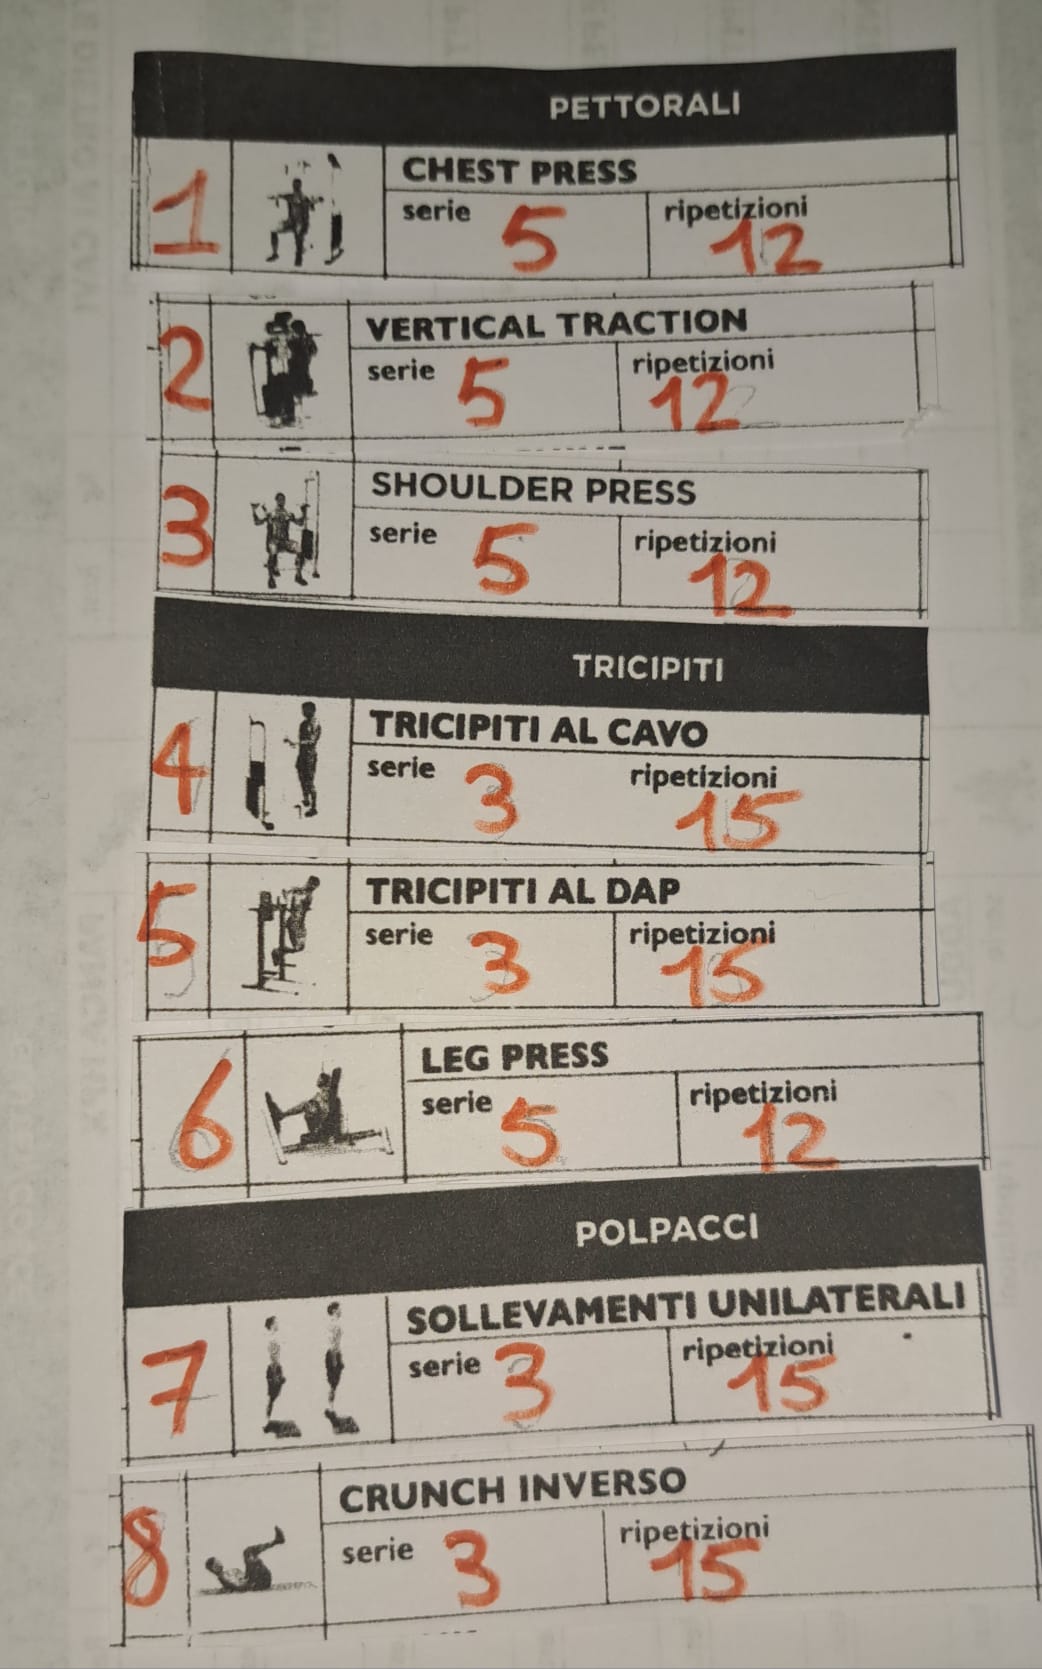 PETTORALI
1 CHEST PRESS
serie 5 ripetizioni 12
2 VERTICAL TRACTION
serie 5 ripetizioni 12
3 SHOULDER PRESS
serie 5 ripetizioni 12
TRICIPITI
4 TRICIPITI AL CAVO
serie 3 ripetizioni 15
5 TRICIPITI AL DAP
serie 3 ripetizioni 15
6 LEG PRESS
serie 5 ripetizioni 12
POLPACCI
7 SOLLEVAMENTI UNILATERALI
serie 3 ripetizioni 15
8 CRUNCH INVERSO
serie 3 ripetizioni 15